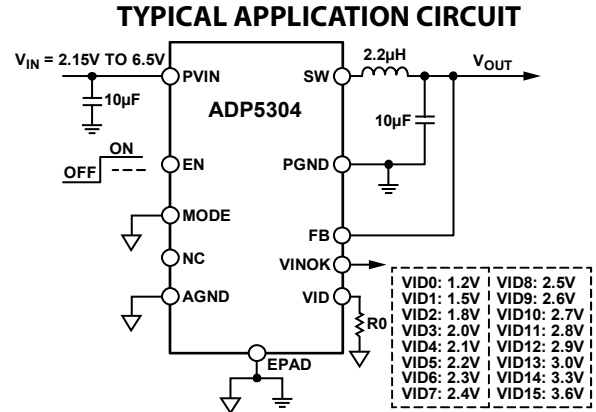 TYPICAL APPLICATION CIRCUIT
VIN = 2.15V TO 6.5V
10µF
ON
OFF
PVIN
EN
MODE
NC
AGND
ADP5304
SW
PGND
FB
VINOK
VID
EPAD
2.2µH
VOUT
10µF
R0
VID0: 1.2V
VID1: 1.5V
VID2: 1.8V
VID3: 2.0V
VID4: 2.1V
VID5: 2.2V
VID6: 2.3V
VID7: 2.4V
VID8: 2.5V
VID9: 2.6V
VID10: 2.7V
VID11: 2.8V
VID12: 2.9V
VID13: 3.0V
VID14: 3.3V
VID15: 3.6V